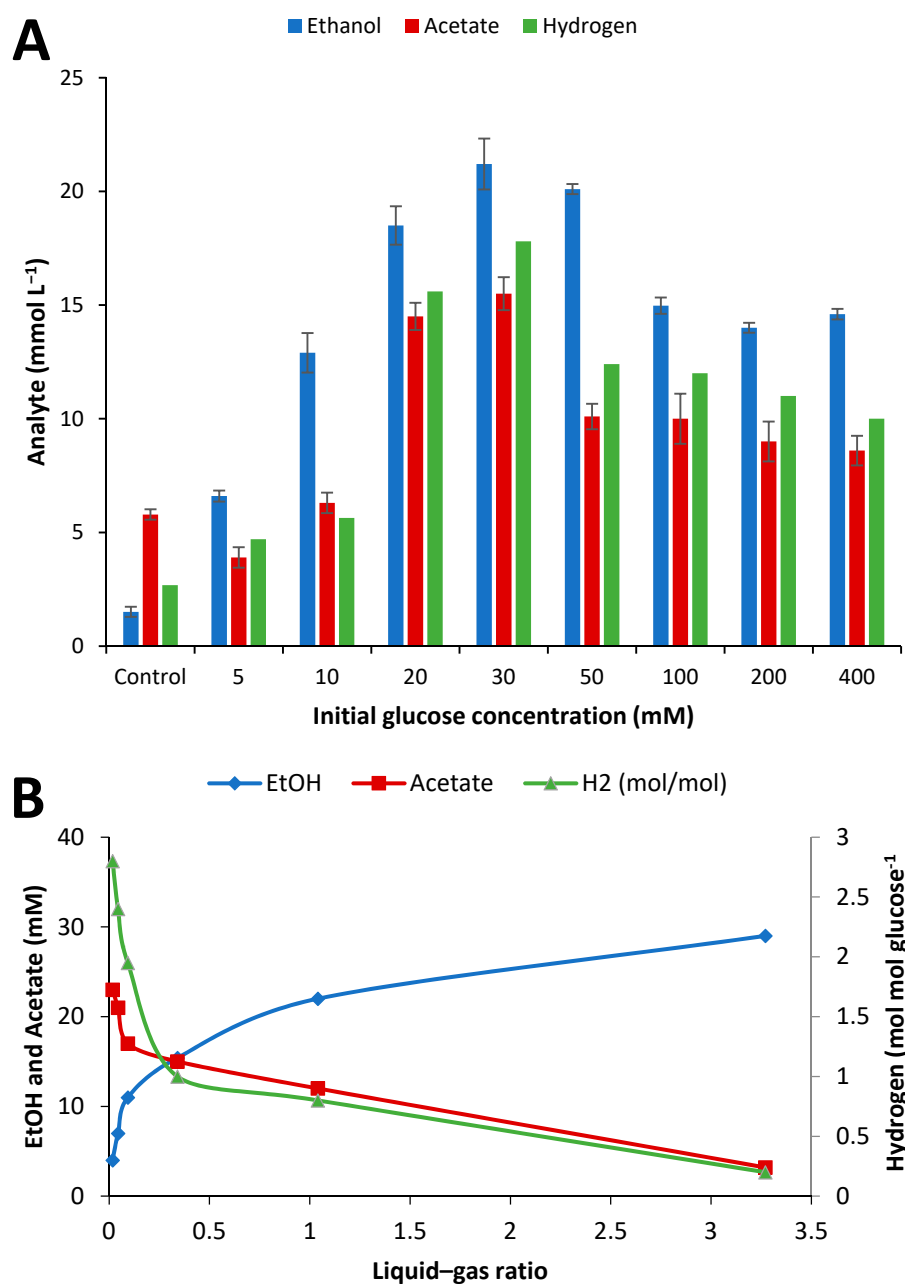 A
Ethanol Acetate Hydrogen
25
20
15
10
5
0
Analyte (mmol L⁻¹)
Control 5 10 20 30 50 100 200 400
Initial glucose concentration (mM)
B
EtOH Acetate H2 (mol/mol)
40
30
20
10
0
EtOH and Acetate (mM)
3
2.5
2
1.5
1
0.5
0
Hydrogen (mol mol glucose⁻¹
0 0.5 1 1.5 2 2.5 3 3.5
Liquid–gas ratio